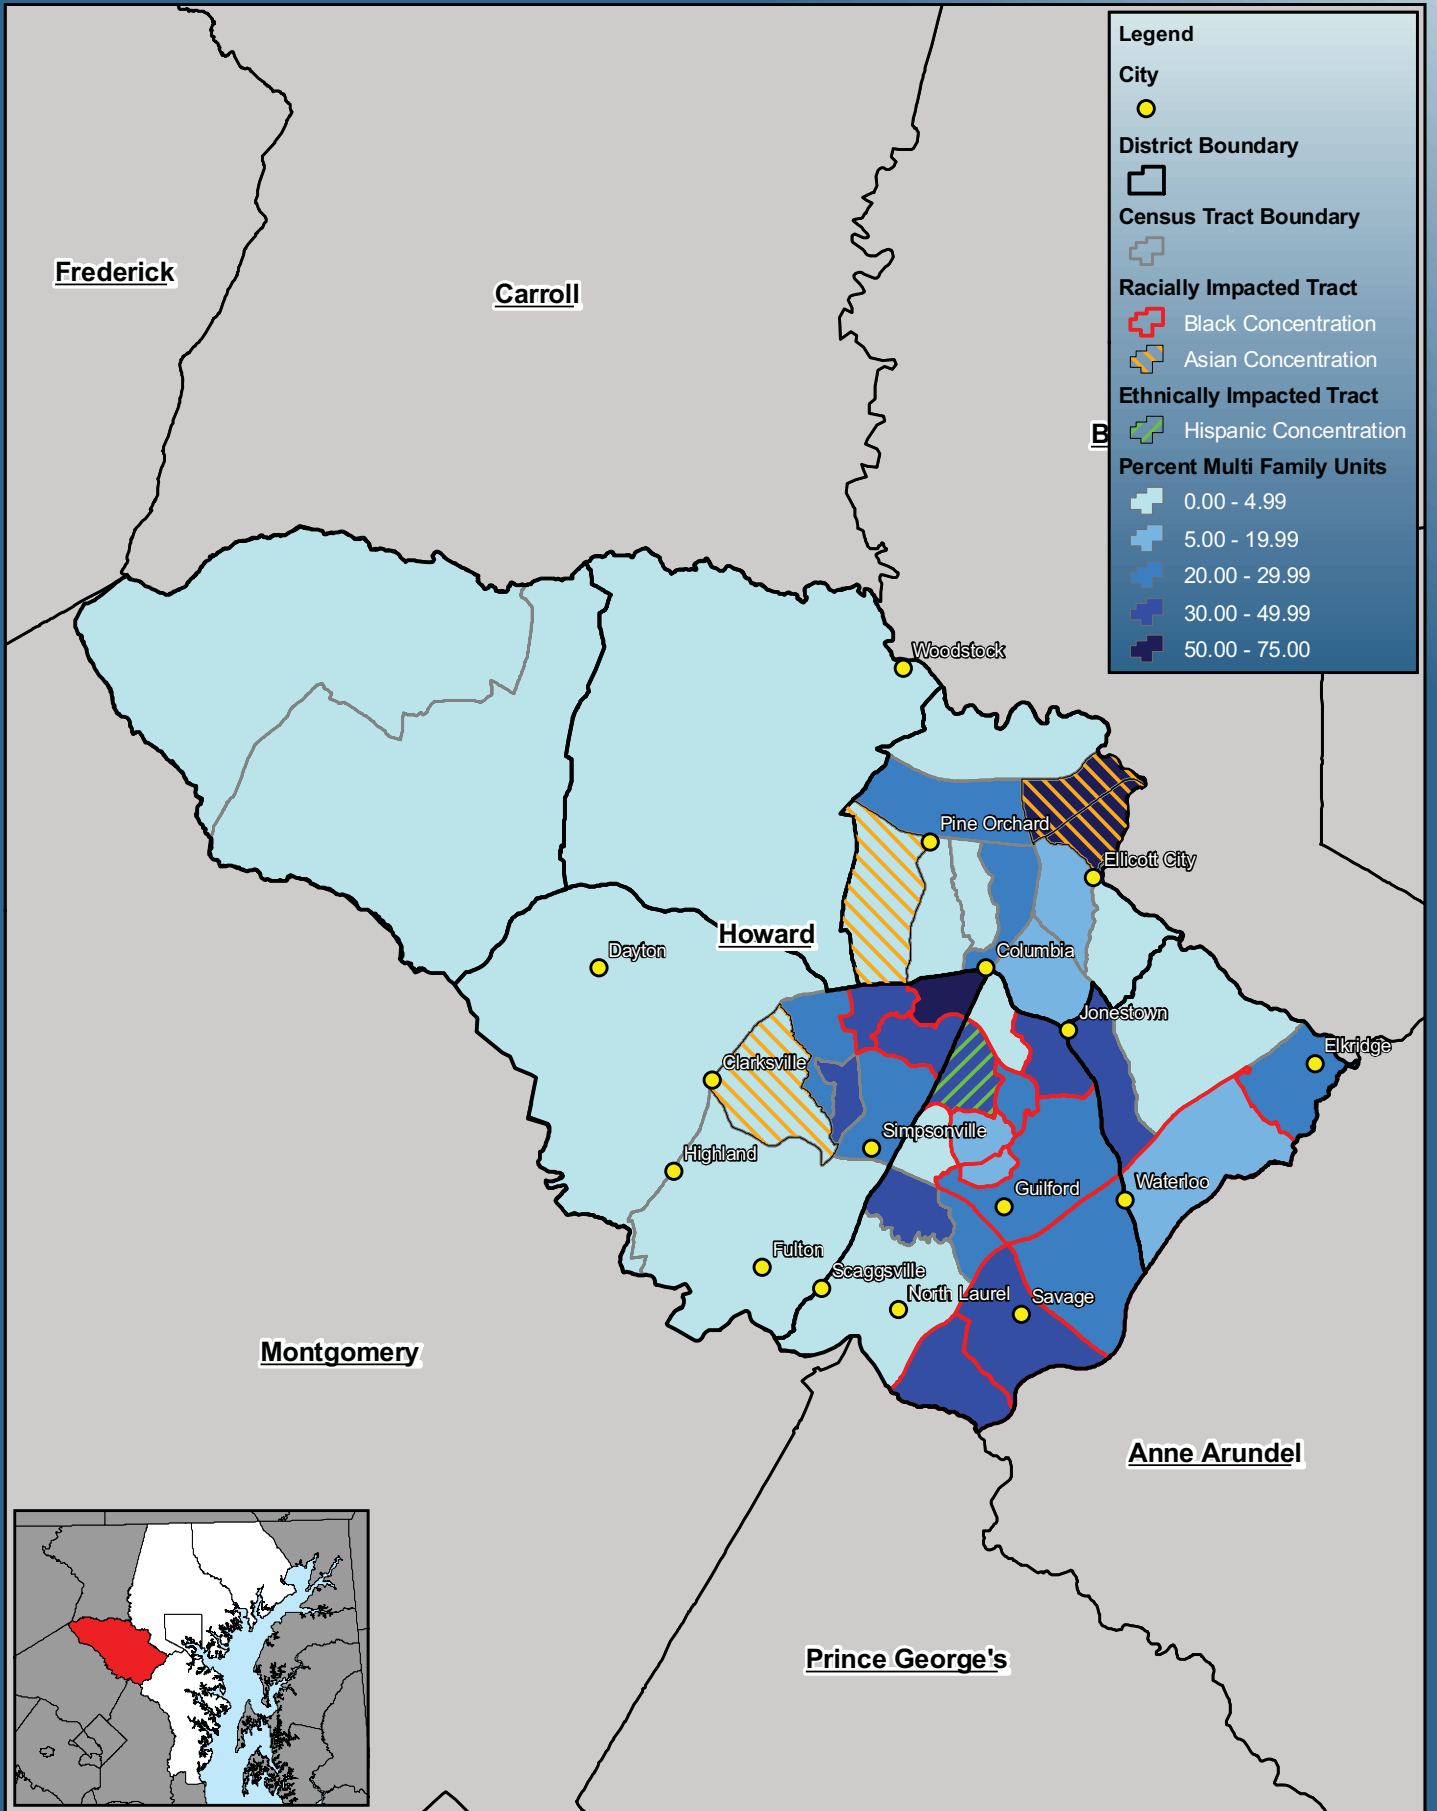 Legend
City
District Boundary
Census Tract Boundary
Racially Impacted Tract
Black Concentration
Asian Concentration
Ethnically Impacted Tract
Hispanic Concentration
Percent Multi Family Units
0.00 - 4.99
5.00 - 19.99
20.00 - 29.99
30.00 - 49.99
50.00 - 75.00
Frederick
Carroll
B
Woodstock
Pine Orchard
Ellicott City
Howard
Dayton
Columbia
Jonestown
Elkridge
Clarksville
Simpsonville
Highland
Guilford
Waterloo
Fulton
Scaggsville
North Laurel
Savage
Montgomery
Anne Arundel
Prince George's